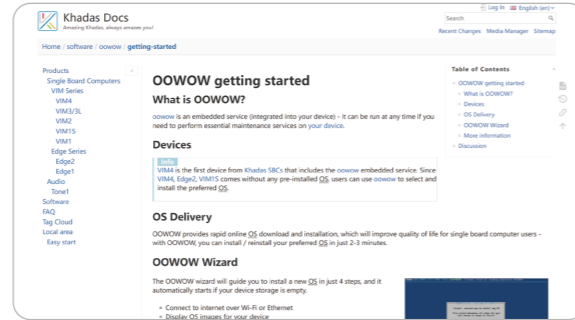 Khadas Docs
Amazing Khadas, always amazes you!
Log In English (en)
Search
Recent Changes Media Manager Sitemap
Home / software / oowow / getting-started
Products
Single Board Computers
VIM Series
VIM4
VIM3/3L
VIM2
VIM1S
VIM1
Edge Series
Edge2
Edge1
Audio
Tone1
Software
FAQ
Tag Cloud
Local area
Easy start
OOWOW getting started
What is OOWOW?
oowow is an embedded service (integrated into your device) - it can be run at any time if you
need to perform essential maintenance services on your device.
Devices
Info
VIM4 is the first device from Khadas SBCs that includes the oowow embedded service. Since
VIM4, Edge2, VIM1S comes without any pre-installed OS, users can use oowow to select and
install the preferred OS.
OS Delivery
OOWOW provides rapid online OS download and installation, which will improve quality of life for single board computer users -
with OOWOW, you can install / reinstall your preferred OS in just 2-3 minutes.
OOWOW Wizard
The OOWOW wizard will guide you to install a new OS in just 4 steps, and it
automatically starts if your device storage is empty.
Connect to internet over Wi-Fi or Ethernet
Display OS images for your device
Table of Contents
OOWOW getting started
What is OOWOW?
Devices
OS Delivery
OOWOW Wizard
More information
Discussion